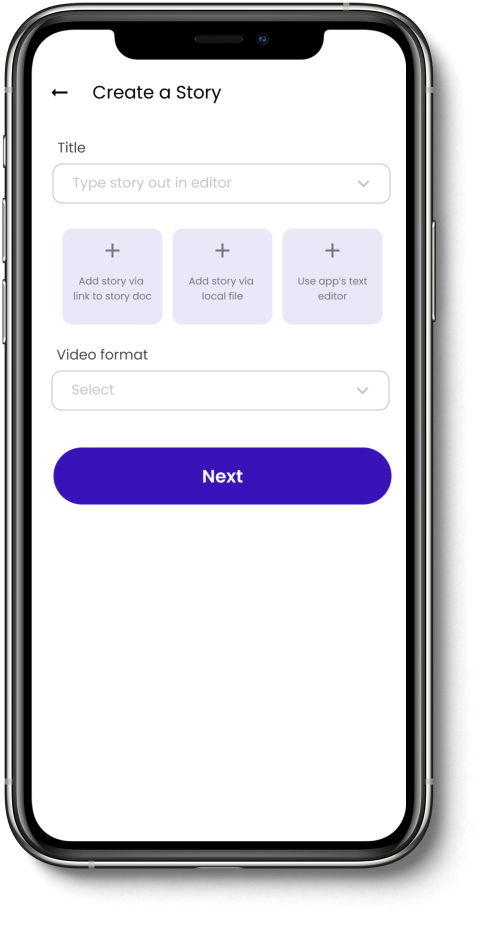 Create a Story
Title
Type story out in editor
Add story via
link to story doc
Add story via
local file
Use app's text
editor
Video format
Select
Next